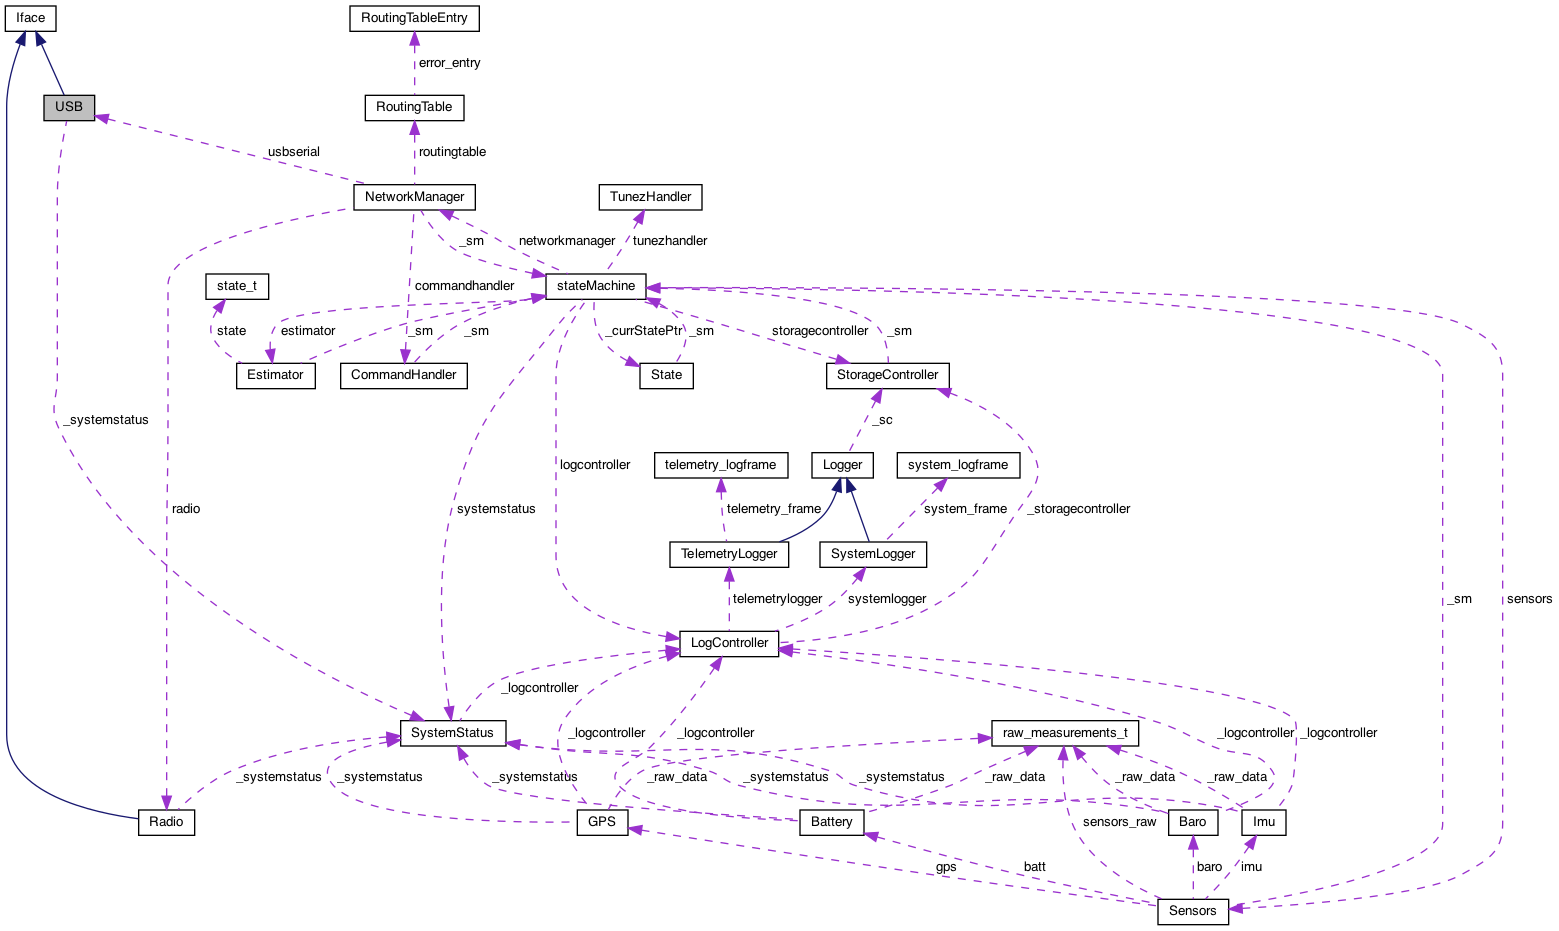 Iface
RoutingTableEntry
error_entry
USB
RoutingTable
usbserial
routingtable
NetworkManager
TunezHandler
_sm
networkmanager
tunezhandler
state_t
commandhandler
stateMachine
state
estimator
_sm
_sm
_currStatePtr
_sm
storagecontroller
_sm
Estimator
CommandHandler
State
StorageController
_systemstatus
_sc
logcontroller
telemetry_logframe
Logger
system_logframe
radio
systemstatus
telemetry_frame
system_frame
_storagecontroller
TelemetryLogger
SystemLogger
telemetrylogger
systemlogger
_sm
sensors
LogController
_logcontroller
SystemStatus
_logcontroller
_logcontroller
raw_measurements_t
_logcontroller
_logcontroller
_systemstatus
_systemstatus
_systemstatus
_raw_data
_systemstatus
_systemstatus
_raw_data
_raw_data
_raw_data
Radio
GPS
Battery
sensors_raw
Baro
Imu
gps
batt
baro
imu
Sensors